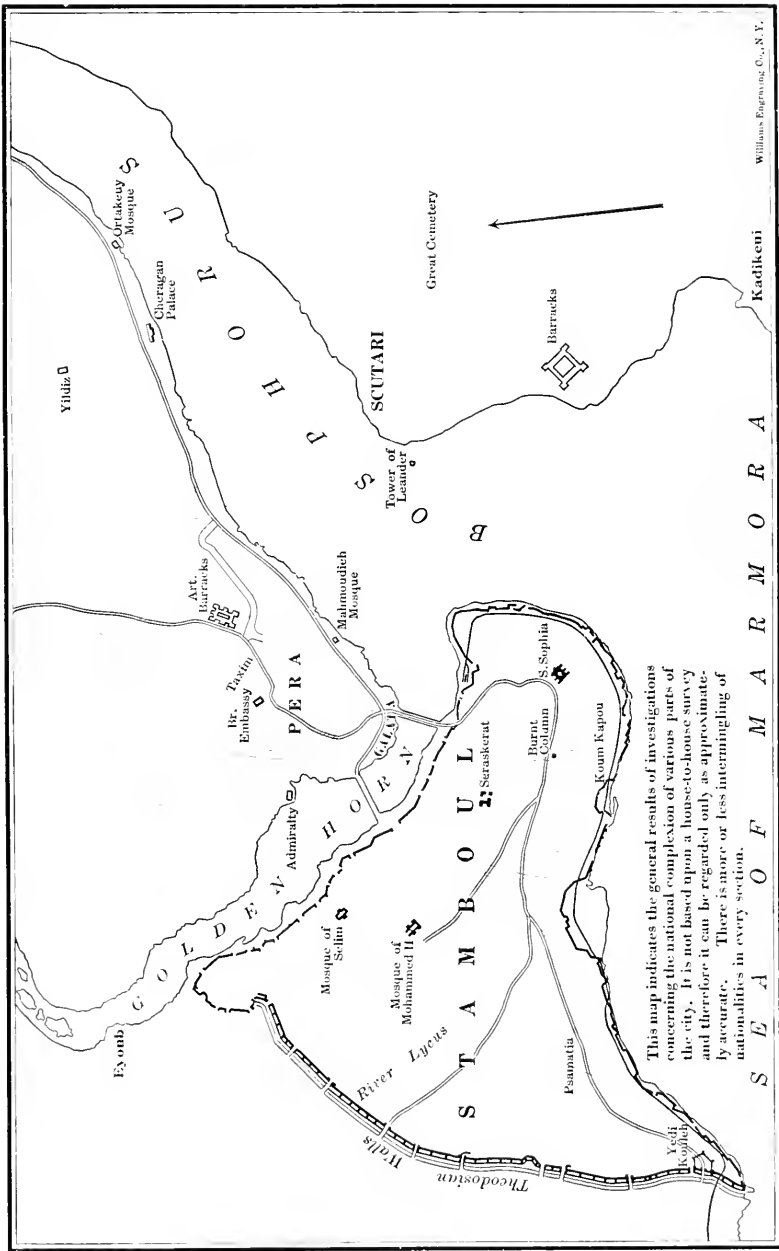 Ortakeuy
Mosque
Cheragan
Palace
Yildiz
BOSPHORUS
Great Cemetery
SCUTARI
Barracks
Kadikeui
Tower of
Leander
Art.
Barracks
Taxim
Br.
Embassy
PERA
Mahmoudieh
Mosque
GALATA
GOLDEN HORN
Admiralty
Eyoub
S. Sophia
Burnt
Column
Seraskerat
Koum Kapou
STAMBOUL
Mosque of
Selim
Mosque of
Mohammed II
River Lycus
Theodosian Walls
Psamatia
Yedi
Kouleh
This map indicates the general results of investigations
concerning the national complexion of various parts of
the city. It is not based upon a house-to-house survey
and therefore it can be regarded only as approximate-
ly accurate. There is more or less intermingling of
nationalities in every section.
SEA OF MARMORA
Williams Engraving Co., N.Y.